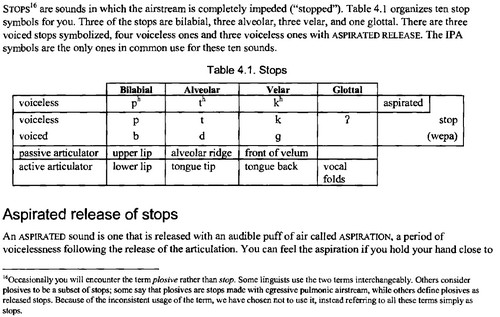 STOPS¹⁶ are sounds in which the airstream is completely impeded ("stopped"). Table 4.1 organizes ten stop
symbols for you. Three of the stops are bilabial, three alveolar, three velar, and one glottal. There are three
voiced stops symbolized, four voiceless ones and three voiceless ones with ASPIRATED RELEASE. The IPA
symbols are the only ones in common use for these ten sounds.
Table 4.1. Stops
Bilabial Alveolar Velar Glottal
voiceless pʰ tʰ kʰ aspirated
voiceless p t k ʔ stop
voiced b d g (wepa)
passive articulator upper lip alveolar ridge front of velum
active articulator lower lip tongue tip tongue back vocal
folds
Aspirated release of stops
An ASPIRATED sound is one that is released with an audible puff of air called ASPIRATION, a period of
voicelessness following the release of the articulation. You can feel the aspiration if you hold your hand close to
¹⁶Occasionally you will encounter the term plosive rather than stop. Some linguists use the two terms interchangeably. Others consider
plosives to be a subset of stops; some say that plosives are stops made with egressive pulmonic airstream, while others define plosives as
released stops. Because of the inconsistent usage of the term, we have chosen not to use it, instead referring to all these terms simply as
stops.